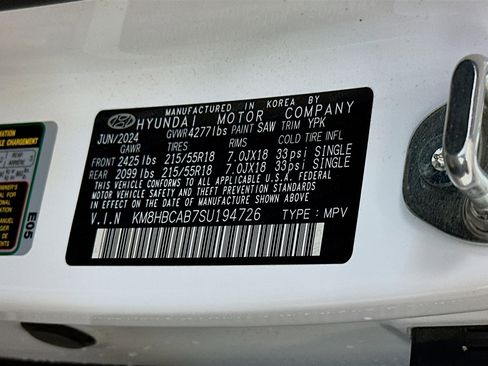 MANUFACTURED IN KOREA BY
HYUNDAI MOTOR COMPANY
JUN/2024 GVWR 4277 lbs PAINT SAW TRIM YPK
GAWR TIRES RIMS COLD TIRE INFL
FRONT 2425 lbs 215/55R18 7.0JX18 33psi SINGLE
REAR 2099 lbs 215/55R18 7.0JX18 33psi SINGLE
THIS VEHICLE CONFORMS TO ALL APPLICABLE U.S.A. FEDERAL
MOTOR VEHICLE SAFETY AND THEFT PREVENTION STANDARDS
IN EFFECT ON THE DATE OF MANUFACTURE SHOWN ABOVE.
V.I.N KM8HBCAB7SU194726 TYPE : MPV
REAR
E05